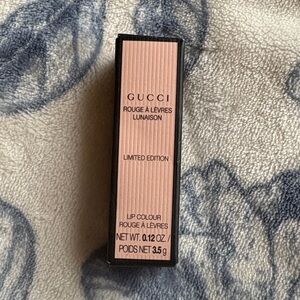 GUCCI
ROUGE À LÈVRES
LUNAISON
LIMITED EDITION
LIP COLOUR
ROUGE À LÈVRES
NET WT. 0.12 OZ. /
POIDS NET 3.5 g